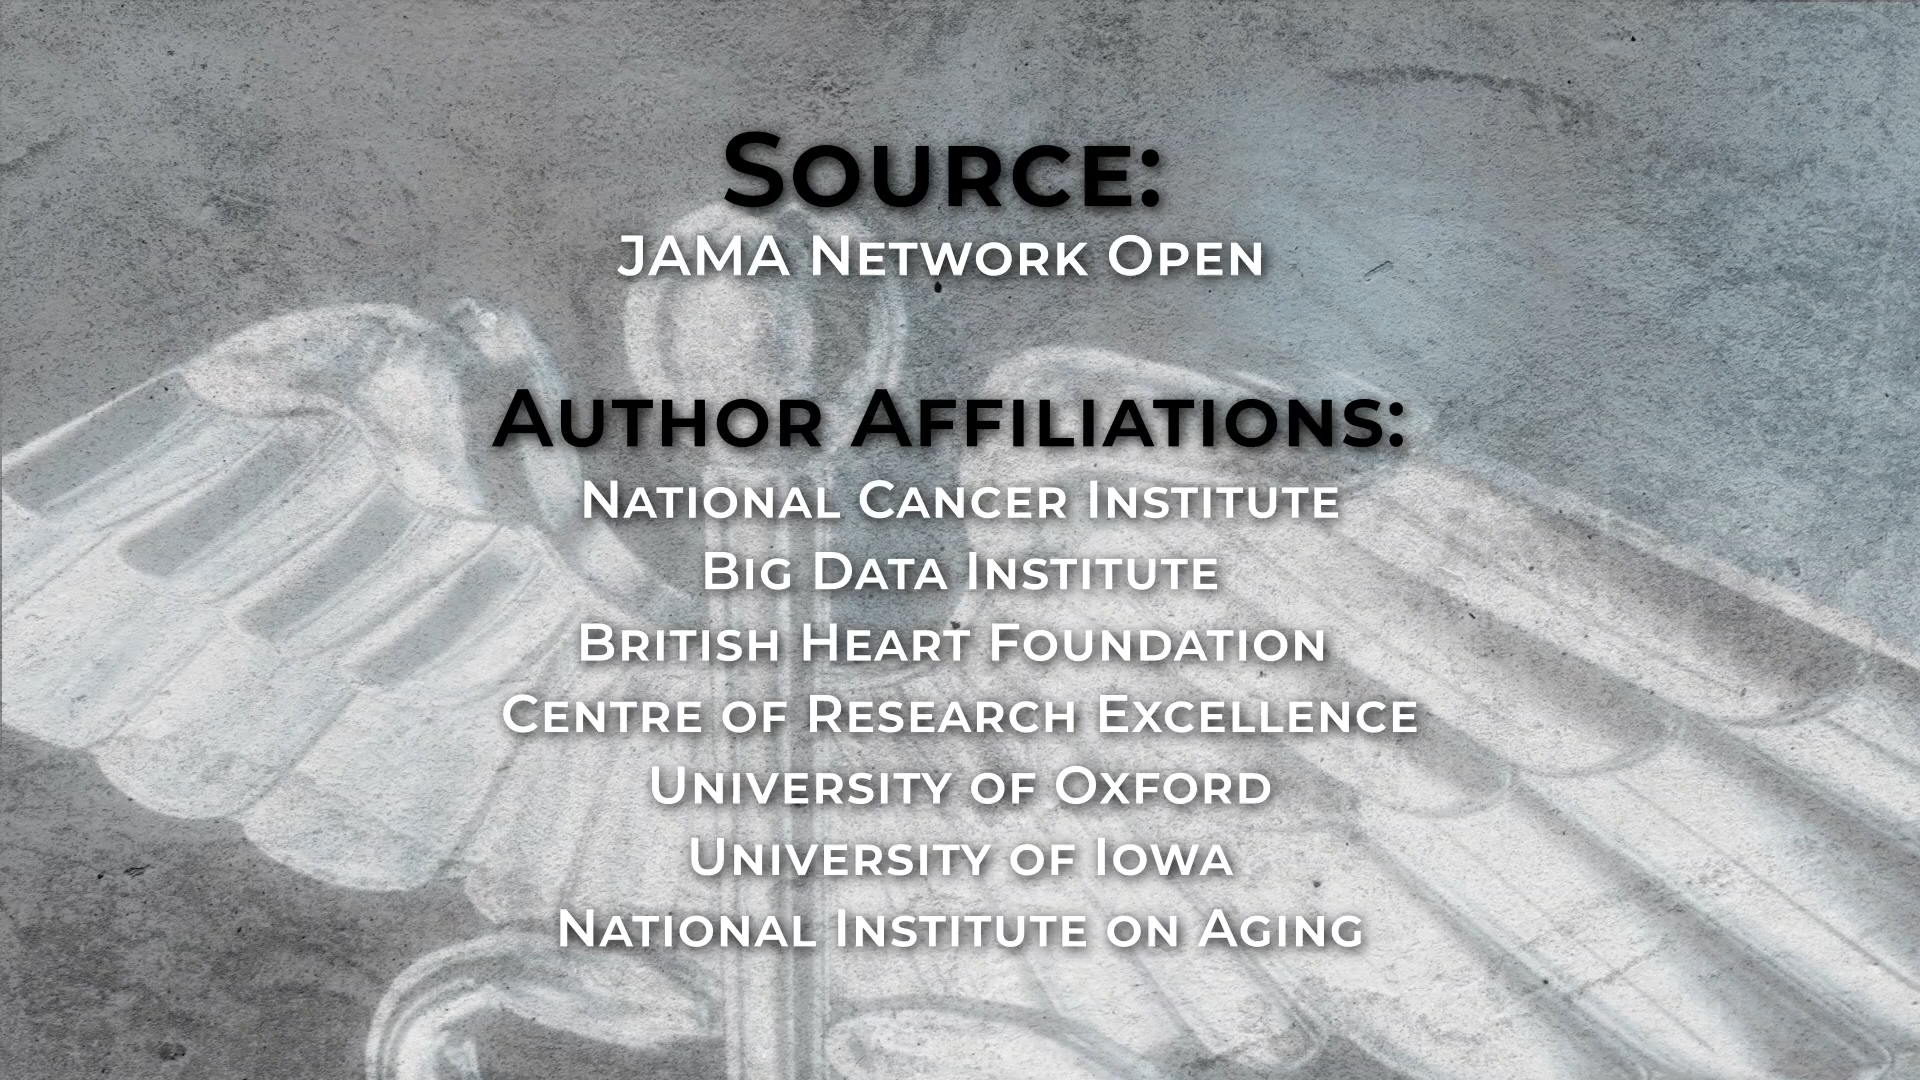 Source:
JAMA Network Open
Author Affiliations:
National Cancer Institute
Big Data Institute
British Heart Foundation
Centre of Research Excellence
University of Oxford
University of Iowa
National Institute on Aging